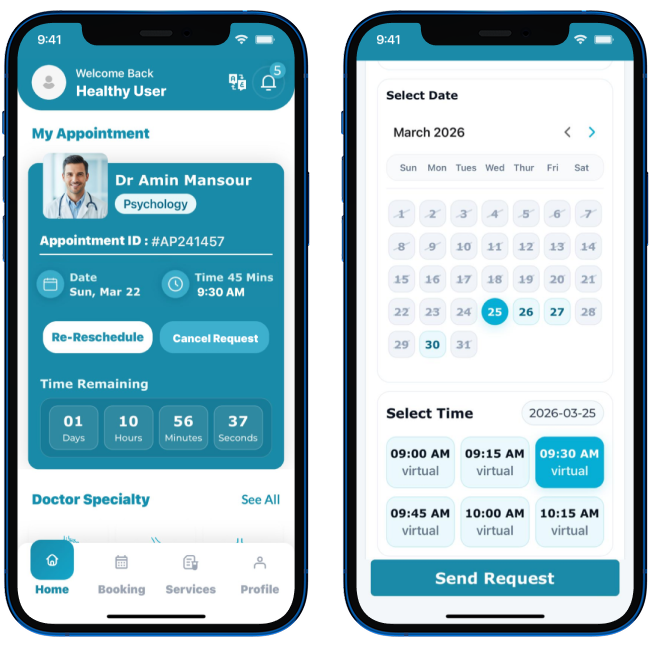 9:41
Welcome Back
Healthy User
5
My Appointment
Dr Amin Mansour
Psychology
Appointment ID : #AP241457
Date
Sun, Mar 22
Time 45 Mins
9:30 AM
Re-Reschedule
Cancel Request
Time Remaining
01 10 56 37
Days Hours Minutes Seconds
Doctor Specialty See All
Home Booking Services Profile
9:41
Select Date
March 2026
Sun Mon Tues Wed Thur Fri Sat
1 2 3 4 5 6 7
8 9 10 11 12 13 14
15 16 17 18 19 20 21
22 23 24 25 26 27 28
29 30 31
Select Time 2026-03-25
09:00 AM 09:15 AM 09:30 AM
virtual virtual virtual
09:45 AM 10:00 AM 10:15 AM
virtual virtual virtual
Send Request